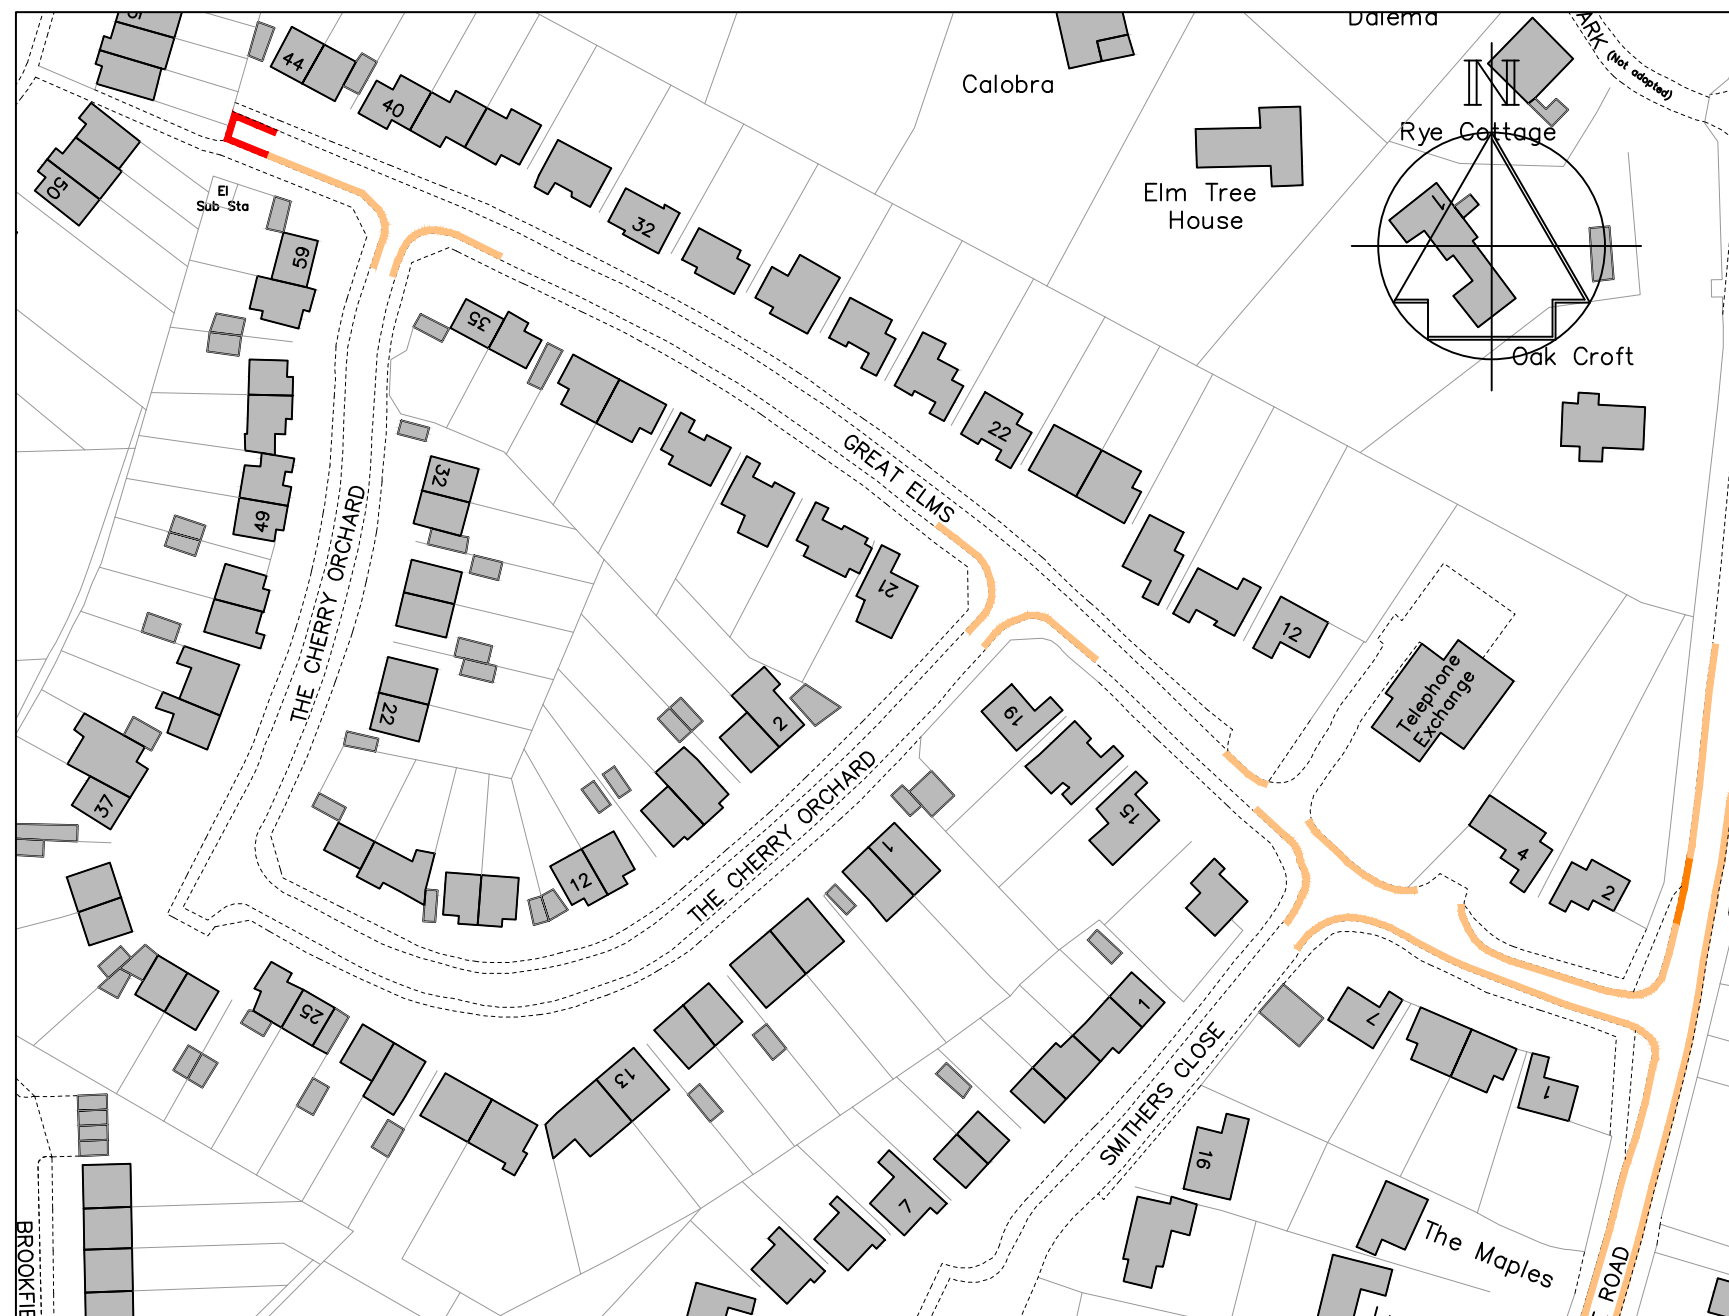 Dalema
ARK (Not adopted)
44
Calobra
N
40
Rye Cottage
50
El
Sub Sta
Elm Tree
House
1
32
59
35
Oak Croft
22
GREAT ELMS
32
49
THE CHERRY ORCHARD
21
12
Telephone
Exchange
22
19
2
37
15
THE CHERRY ORCHARD
1
4
12
2
25
1
7
SMITHERS CLOSE
13
1
16
7
The Maples
BROOKFIE
ROAD